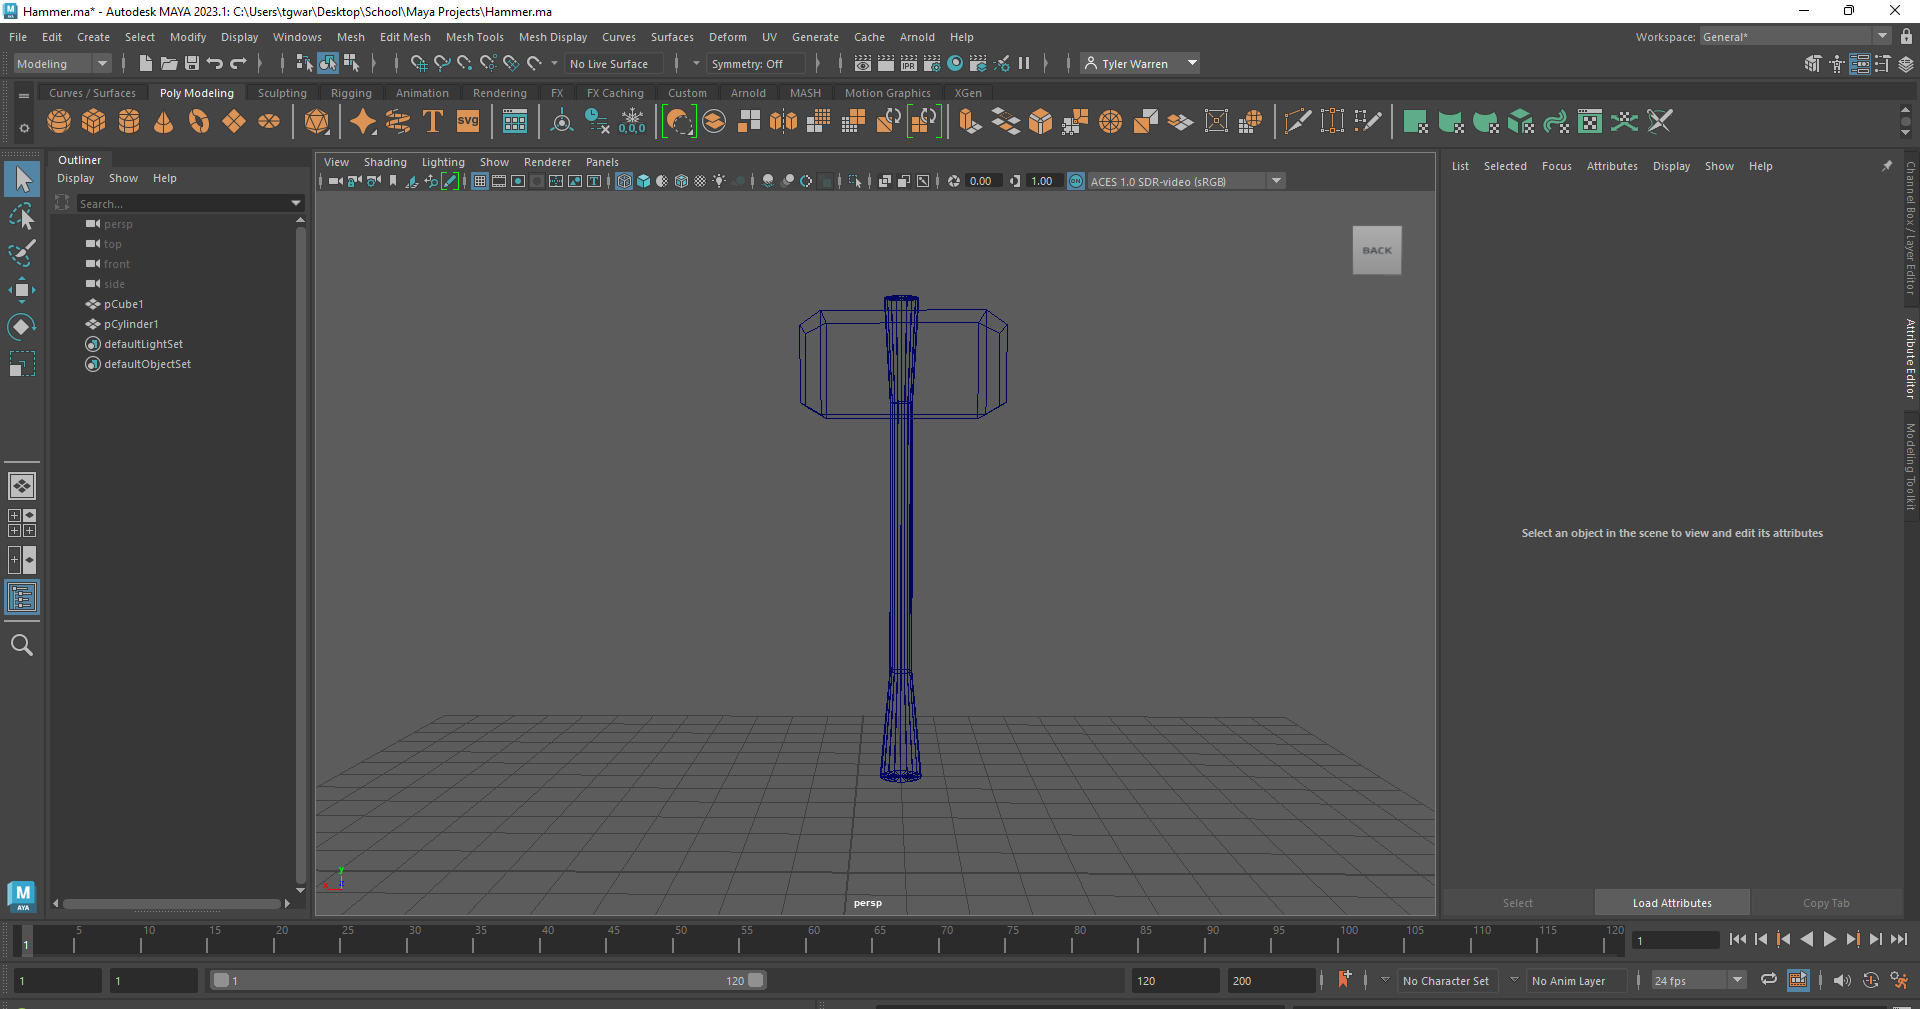 Hammer.ma* - Autodesk MAYA 2023.1: C:\Users\tgwar\Desktop\School\Maya Projects\Hammer.ma
File Edit Create Select Modify Display Windows Mesh Edit Mesh Mesh Tools Mesh Display Curves Surfaces Deform UV Generate Cache Arnold Help Workspace: General*
Modeling No Live Surface Symmetry: Off IPR Tyler Warren
Curves / Surfaces Poly Modeling Sculpting Rigging Animation Rendering FX FX Caching Custom Arnold MASH Motion Graphics XGen
T svg 0,0,0
Outliner
Display Show Help
Search...
persp
top
front
side
pCube1
pCylinder1
defaultLightSet
defaultObjectSet
View Shading Lighting Show Renderer Panels
0.00 1.00 ON ACES 1.0 SDR-video (sRGB)
BACK
y
x
z
persp
List Selected Focus Attributes Display Show Help
Select an object in the scene to view and edit its attributes
Select Load Attributes Copy Tab
Channel Box / Layer Editor
Attribute Editor
Modeling Toolkit
M
AYA
1 5 10 15 20 25 30 35 40 45 50 55 60 65 70 75 80 85 90 95 100 105 110 115 120 1
1 1 1 120 120 200 No Character Set No Anim Layer 24 fps